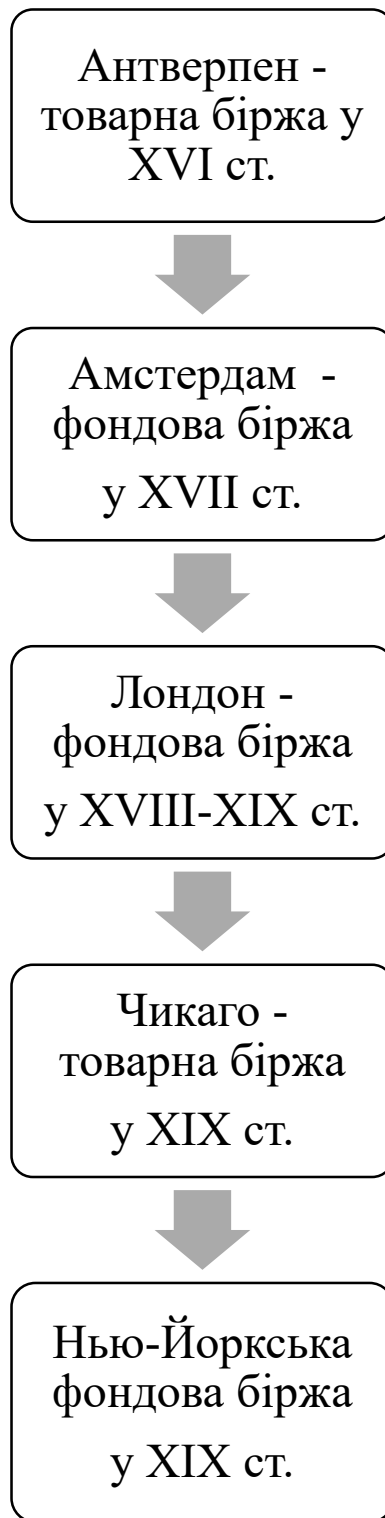 Антверпен -
товарна біржа у
XVI ст.
Амстердам -
фондова біржа
у XVII ст.
Лондон -
фондова біржа
у XVIII-XIX ст.
Чикаго -
товарна біржа
у XIX ст.
Нью-Йоркська
фондова біржа
у XIX ст.